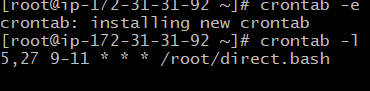 [root@ip-172-31-31-92 ~]# crontab -e
crontab: installing new crontab
[root@ip-172-31-31-92 ~]# crontab -l
5,27 9-11 * * * /root/direct.bash